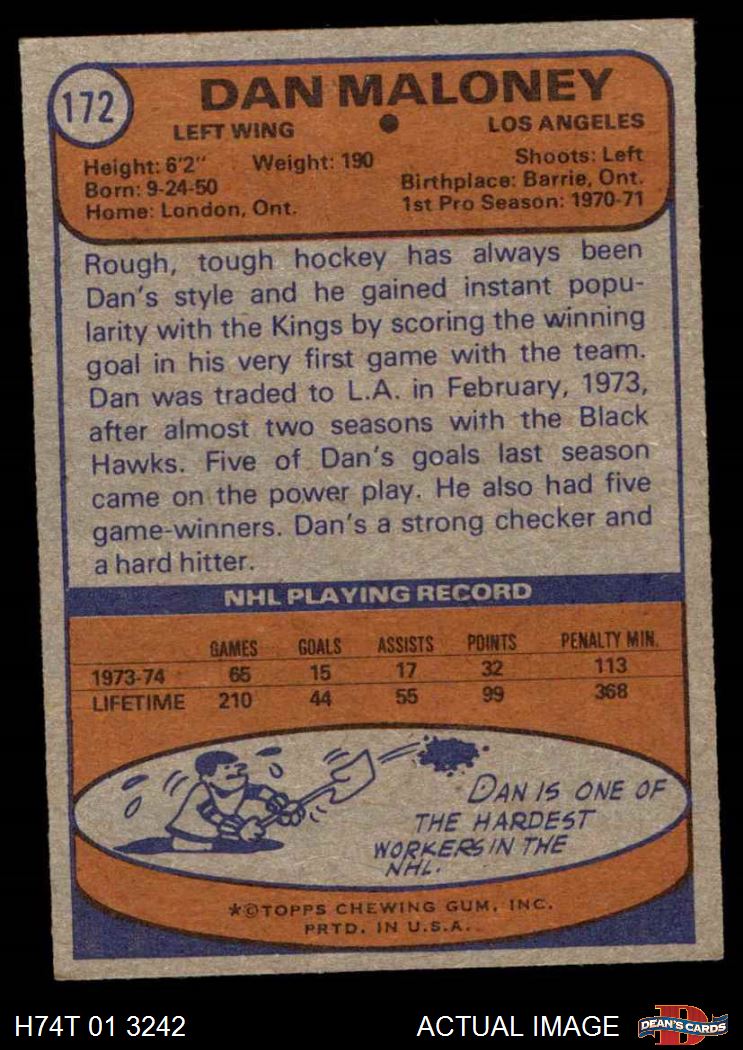 172
DAN MALONEY
LEFT WING ● LOS ANGELES
Height: 6'2" Weight: 190 Shoots: Left
Born: 9-24-50 Birthplace: Barrie, Ont.
Home: London, Ont. 1st Pro Season: 1970-71
Rough, tough hockey has always been
Dan's style and he gained instant popu-
larity with the Kings by scoring the winning
goal in his very first game with the team.
Dan was traded to L.A. in February, 1973,
after almost two seasons with the Black
Hawks. Five of Dan's goals last season
came on the power play. He also had five
game-winners. Dan's a strong checker and
a hard hitter.
NHL PLAYING RECORD
GAMES GOALS ASSISTS POINTS PENALTY MIN.
1973-74 65 15 17 32 113
LIFETIME 210 44 55 99 368
DAN IS ONE OF
THE HARDEST
WORKERS IN THE
NHL.
★©TOPPS CHEWING GUM, INC.
PRTD. IN U.S.A.
H74T 01 3242 ACTUAL IMAGE D DEAN'S CARDS